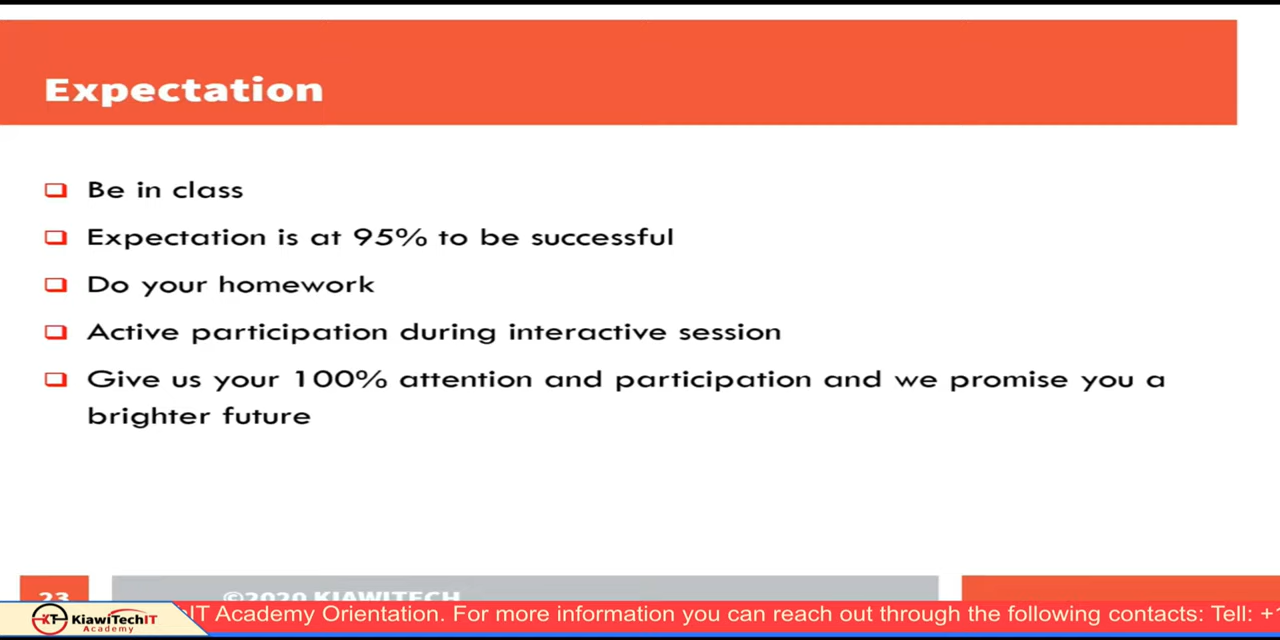 Expectation
Be in class
Expectation is at 95% to be successful
Do your homework
Active participation during interactive session
Give us your 100% attention and participation and we promise you a
brighter future
23
©2020 KIAWITECH
KT KiawiTechIT
Academy
IT Academy Orientation. For more information you can reach out through the following contacts: Tell: +